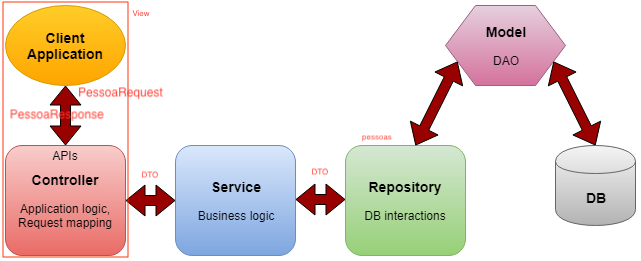 View
Client
Application
PessoaRequest
PessoaResponse
APIs
Controller
Application logic,
Request mapping
DTO
Service
Business logic
DTO
pessoas
Repository
DB interactions
Model
DAO
DB